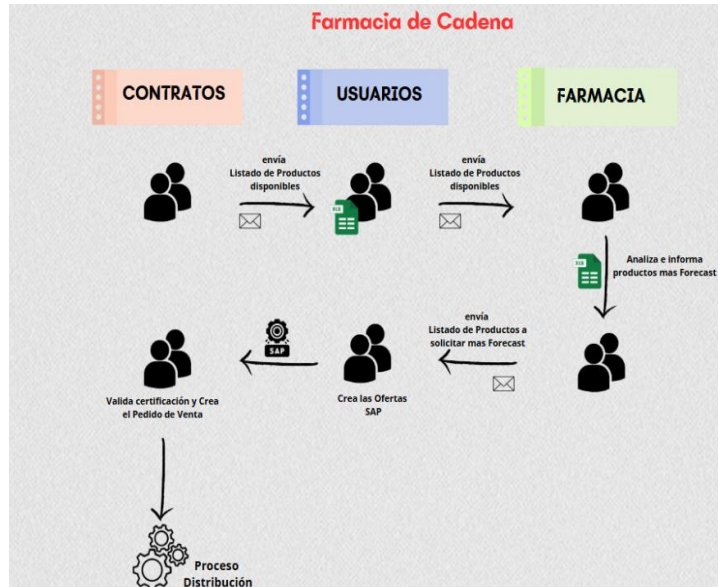 Farmacia de Cadena
CONTRATOS
USUARIOS
FARMACIA
envía
Listado de Productos
disponibles
envía
Listado de Productos
disponibles
Analiza e informa
productos mas Forecast
envía
Listado de Productos a
solicitar mas Forecast
SAP
Crea las Ofertas
SAP
Valida certificación y Crea
el Pedido de Venta
Proceso
Distribución